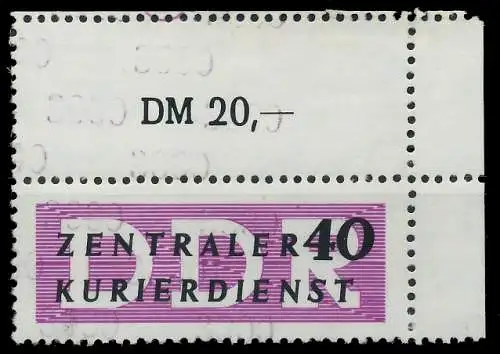 DM 20,—
DDR
ZENTRALER 40
KURIERDIENST